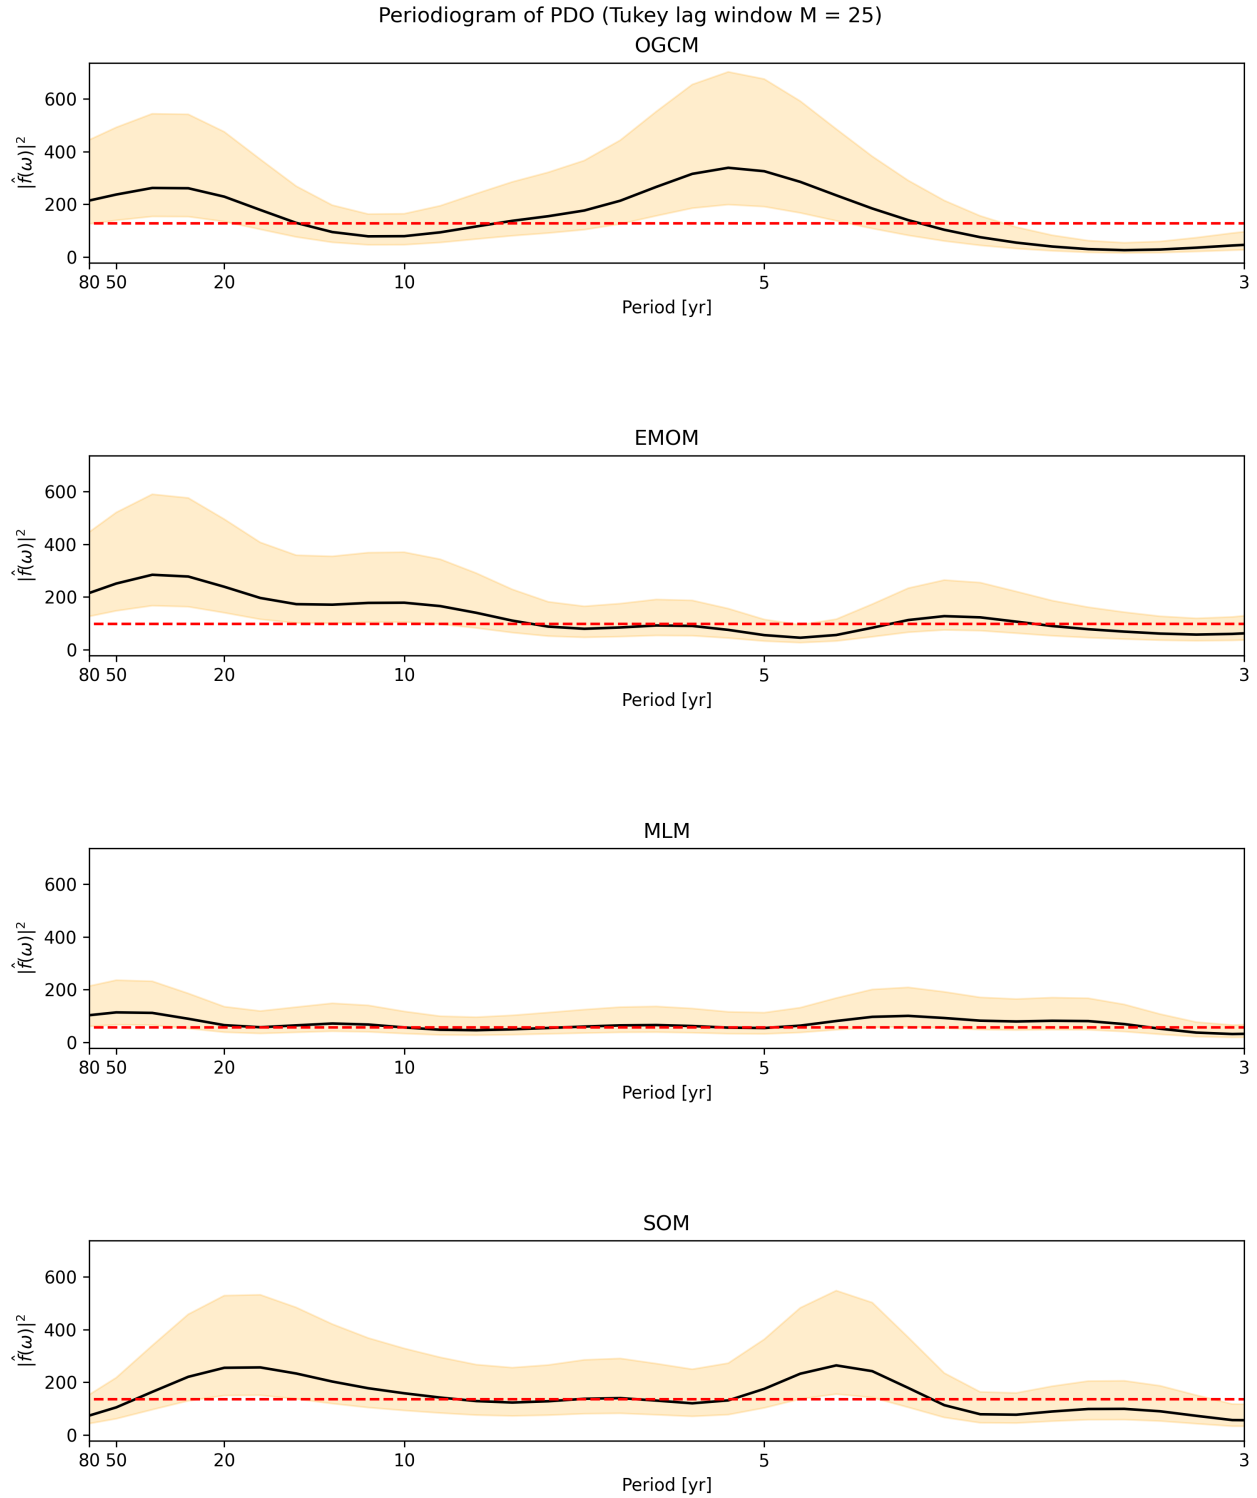 Periodiogram of PDO (Tukey lag window M = 25)
OGCM
600
400
200
0
|f̂(ω)|²
80 50 20 10 5 3
Period [yr]
EMOM
600
400
200
0
|f̂(ω)|²
80 50 20 10 5 3
Period [yr]
MLM
600
400
200
0
|f̂(ω)|²
80 50 20 10 5 3
Period [yr]
SOM
600
400
200
0
|f̂(ω)|²
80 50 20 10 5 3
Period [yr]